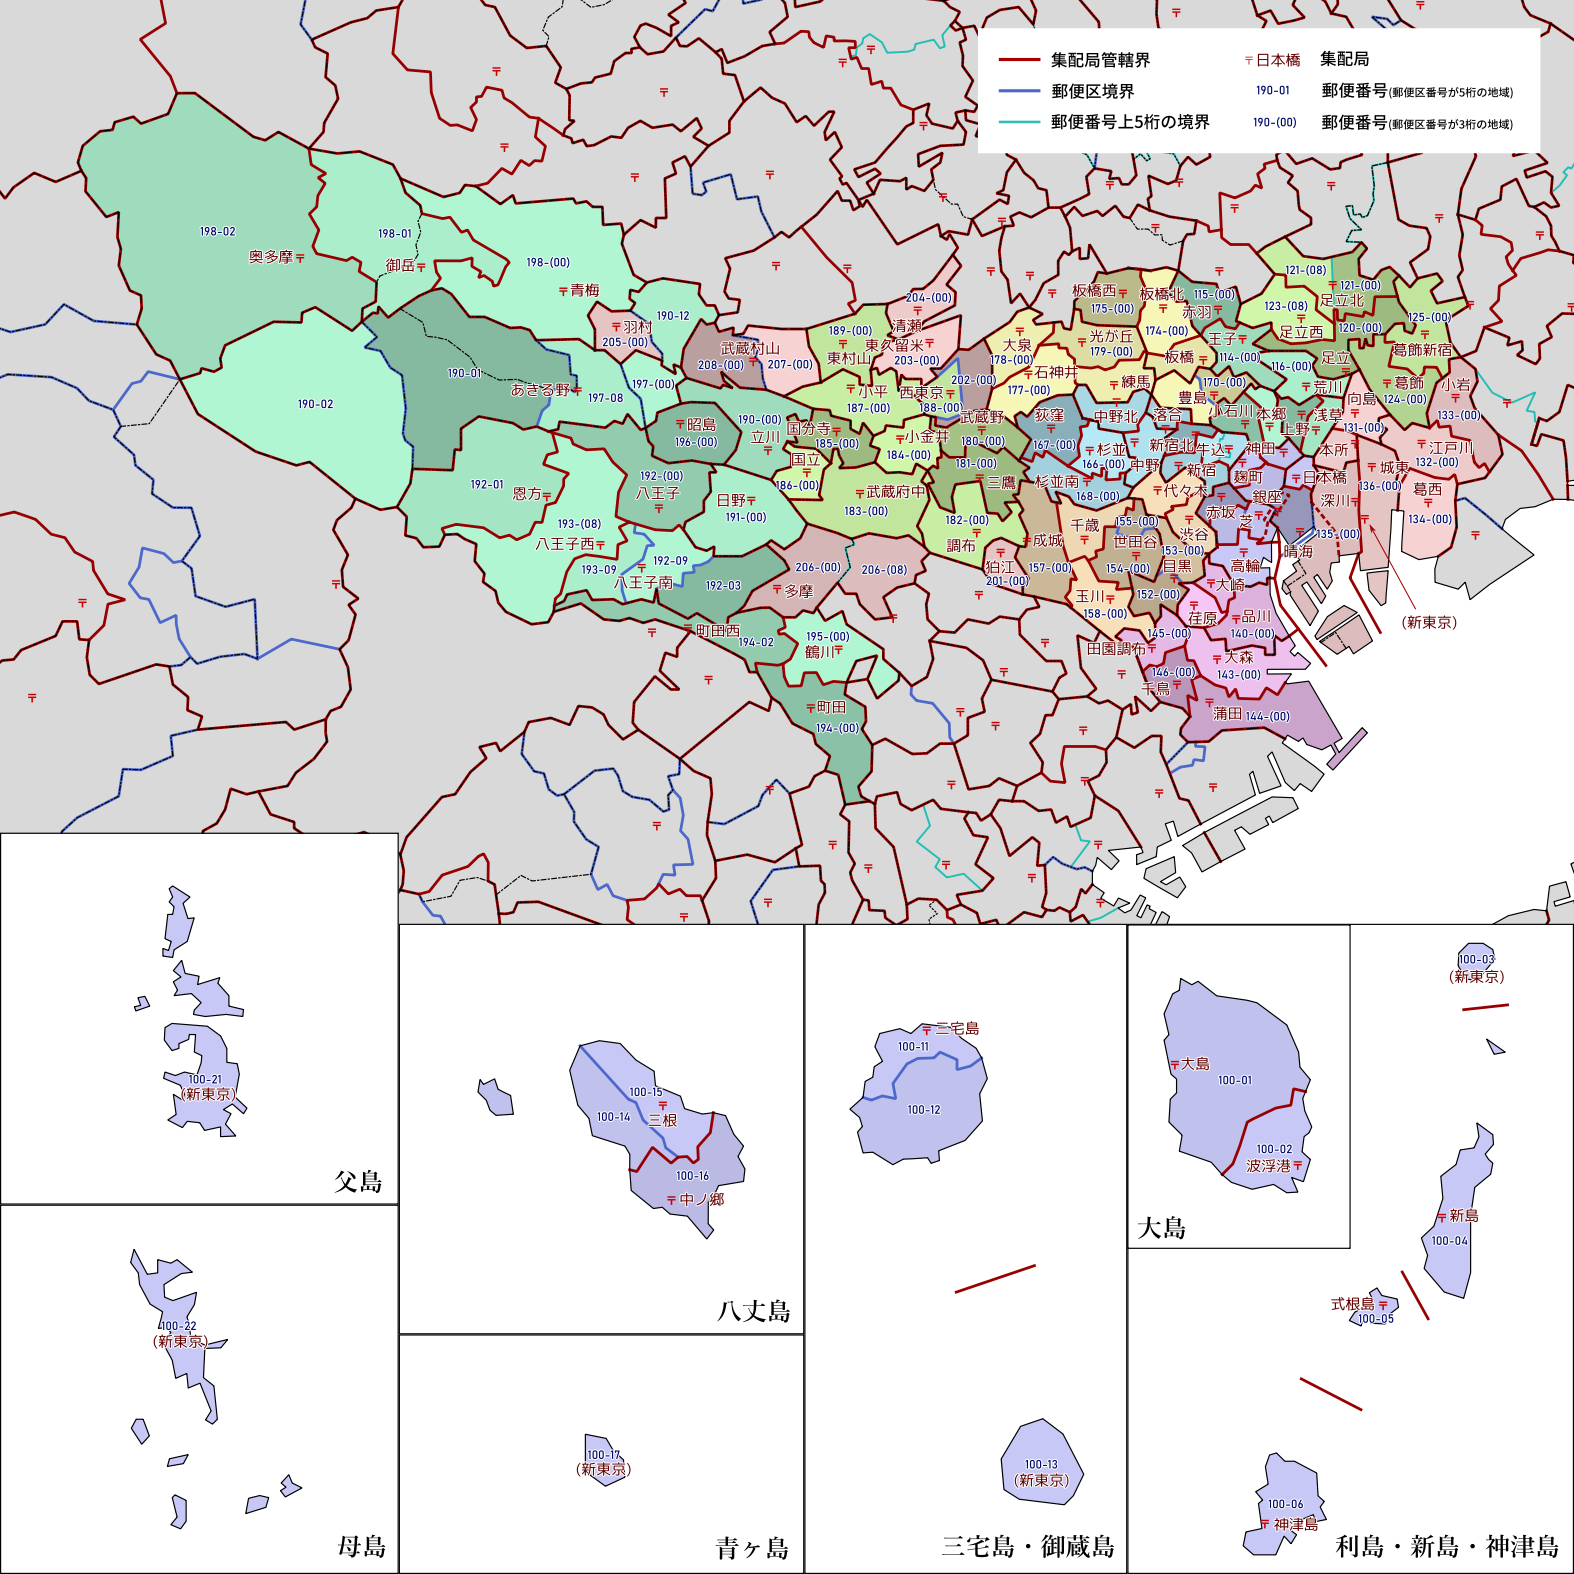 集配局管轄界
〒日本橋 集配局
郵便区境界
190-01 郵便番号(郵便区番号が5桁の地域)
郵便番号上5桁の境界
190-(00) 郵便番号(郵便区番号が3桁の地域)
198-02
奥多摩〒
198-01
御岳〒
198-(00)
〒青梅
190-12
〒羽村
205-(00)
190-01
あきる野〒
190-02
197-(00)
197-08
武蔵村山
208-(00)
207-(00)
189-(00)
東村山
204-(00)
清瀬
東久留米〒
203-(00)
〒昭島
196-(00)
190-(00)
立川
国分寺
185-(00)
〒小平
187-(00)
西東京〒
188-(00)
202-(00)
〒小金井
184-(00)
国立
186-(00)
〒武蔵府中
183-(00)
武蔵野
180-(00)
181-(00)
三鷹
182-(00)
調布
狛江
201-(00)
192-01
恩方〒
192-(00)
八王子
193-(08)
八王子西〒
193-09
192-09
八王子南
192-03
日野〒
191-(00)
206-(00)
〒多摩
206-(08)
町田西
194-02
195-(00)
鶴川〒
〒町田
194-(00)
大泉
178-(00)
〒石神井
177-(00)
光が丘
179-(00)
〒練馬
板橋西〒
175-(00)
板橋北
174-(00)
板橋〒
115-(00)
赤羽〒
王子〒
114-(00)
豊島〒
170-(00)
121-(08)
121-(00)
足立北
123-(08)
足立西
120-(00)
足立
125-(00)
葛飾新宿
〒葛飾
124-(00)
小岩
133-(00)
116-(00)
〒荒川
向島
131-(00)
浅草
上野〒
本郷
小石川
落合
中野北
荻窪
167-(00)
〒杉並
166-(00)
中野
杉並南
168-(00)
新宿北
牛込
新宿
神田
麹町
〒日本橋
本所
〒城東
136-(00)
江戸川
132-(00)
葛西
134-(00)
深川〒
135-(00)
銀座
赤坂
芝
晴海
〒代々木
渋谷
千歳
155-(00)
世田谷
154-(00)
153-(00)
目黒
152-(00)
〒成城
157-(00)
玉川
158-(00)
高輪
〒大崎
荏原
〒品川
140-(00)
145-(00)
田園調布〒
〒大森
143-(00)
146-(00)
千鳥
蒲田 144-(00)
(新東京)
100-21
(新東京)
父島
100-22
(新東京)
母島
100-15
100-14
三根
100-16
〒中ノ郷
八丈島
100-17
(新東京)
青ヶ島
〒三宅島
100-11
100-12
100-13
(新東京)
三宅島・御蔵島
〒大島
100-01
100-02
波浮港〒
大島
100-03
(新東京)
〒新島
100-04
式根島〒
100-05
100-06
〒神津島
利島・新島・神津島